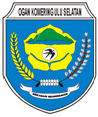 OGAN KOMERING ULU SELATAN